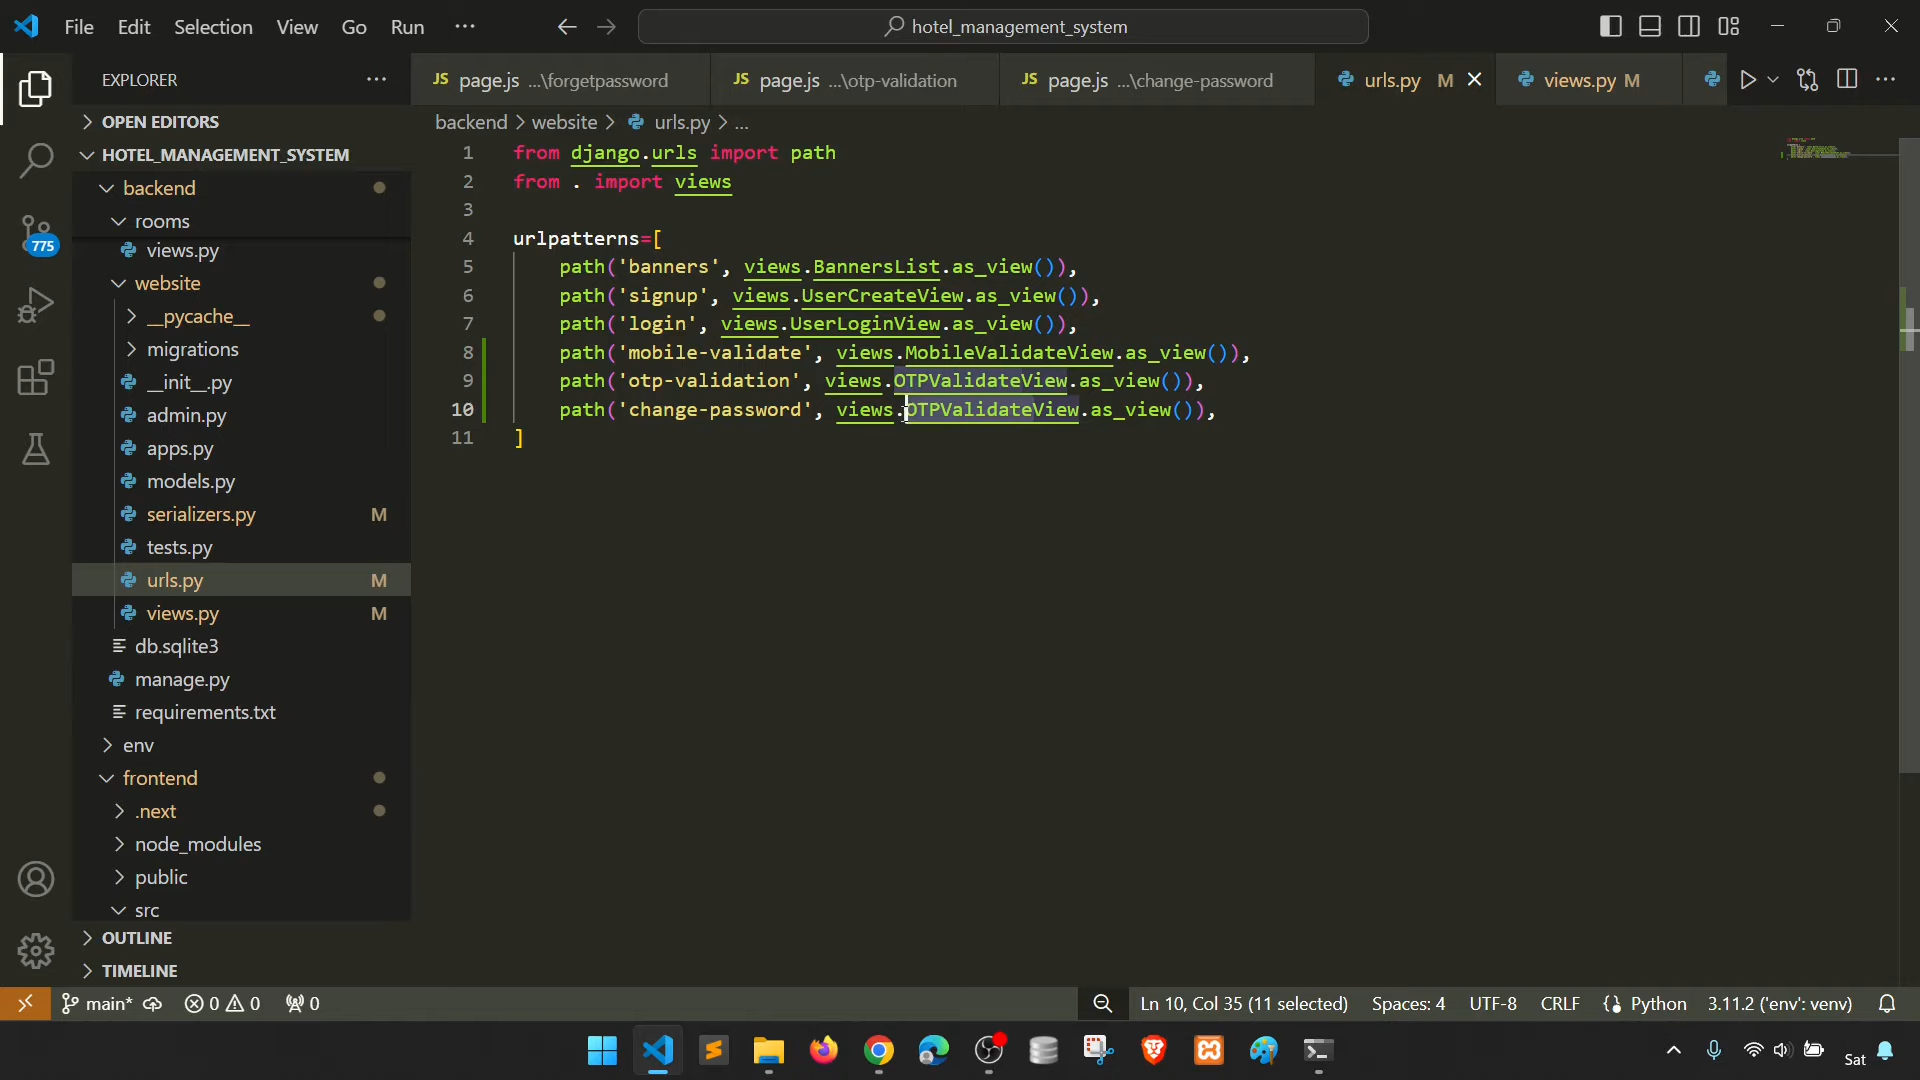 File Edit Selection View Go Run ··· hotel_management_system
EXPLORER ···
JS page.js ...\forgetpassword JS page.js ...\otp-validation JS page.js ...\change-password urls.py M views.py M ···
OPEN EDITORS
backend > website > urls.py > ...
HOTEL_MANAGEMENT_SYSTEM
backend
rooms
views.py
website
__pycache__
migrations
__init__.py
admin.py
apps.py
models.py
serializers.py M
tests.py
urls.py M
views.py M
db.sqlite3
manage.py
requirements.txt
env
frontend
.next
node_modules
public
src
OUTLINE
TIMELINE
775
1 from django.urls import path
2 from . import views
3
4 urlpatterns=[
5 path('banners', views.BannersList.as_view()),
6 path('signup', views.UserCreateView.as_view()),
7 path('login', views.UserLoginView.as_view()),
8 path('mobile-validate', views.MobileValidateView.as_view()),
9 path('otp-validation', views.OTPValidateView.as_view()),
10 path('change-password', views.OTPValidateView.as_view()),
11 ]
main* 0 0 0 Ln 10, Col 35 (11 selected) Spaces: 4 UTF-8 CRLF Python 3.11.2 ('env': venv)
Sat